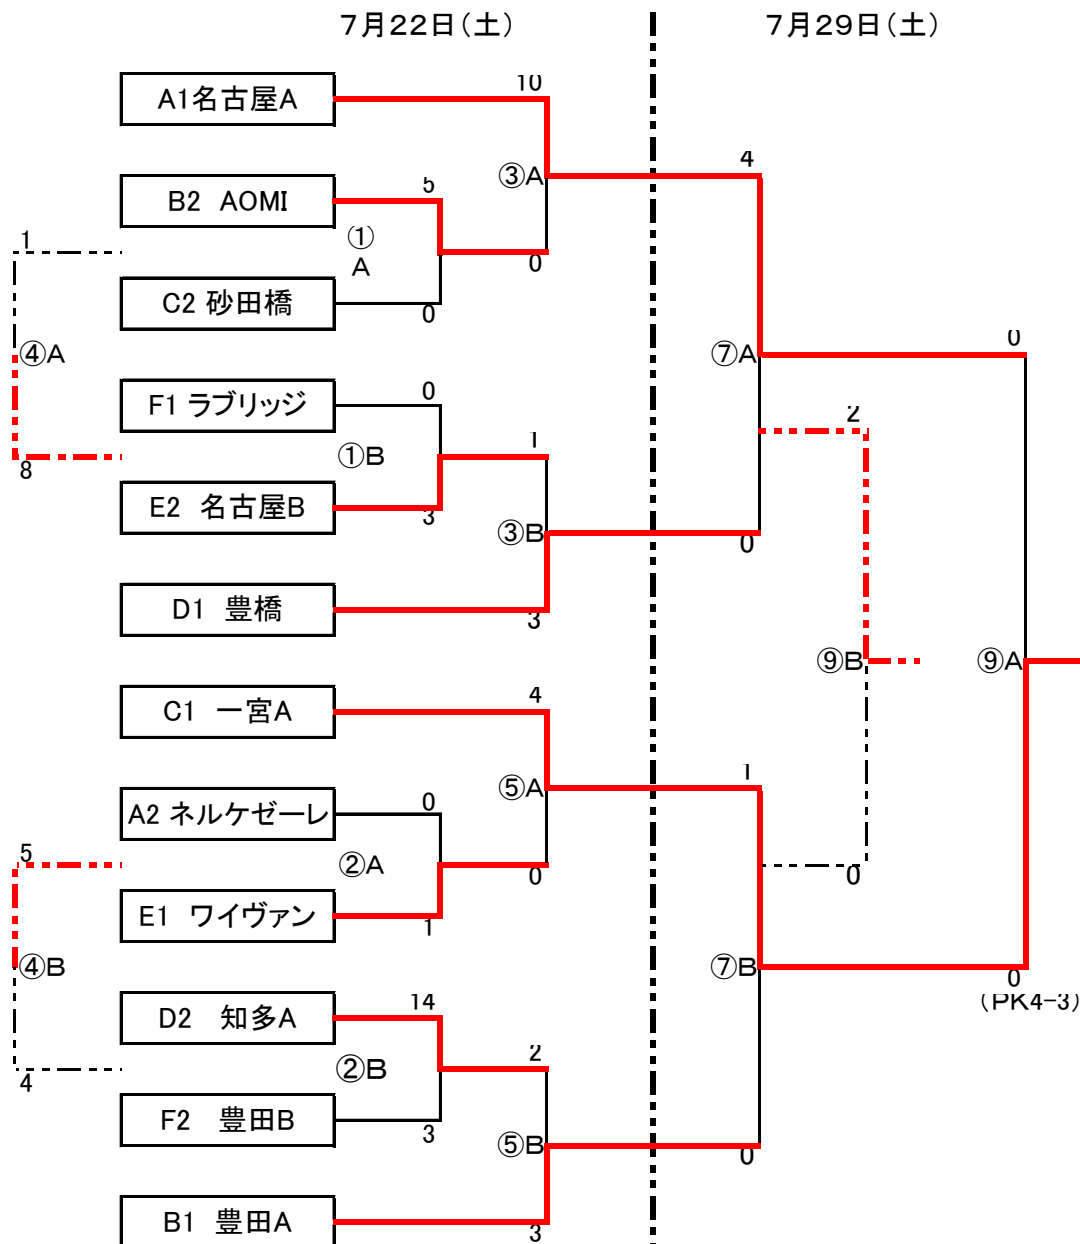 7月22日(土) 7月29日(土)
10
A1名古屋A
4
③A
5
B2 AOMI
①
A
1
0
C2 砂田橋
0
0
④A
⑦A
0
2
F1 ラブリッジ
1
①B
8
E2 名古屋B
3
③B
0
D1 豊橋
3
⑨B
⑨A
4
C1 一宮A
1
⑤A
0
A2 ネルケゼーレ
5
②A
0
0
E1 ワイヴァン
1
④B
⑦B
0
(PK4-3)
14
D2 知多A
2
②B
4
F2 豊田B
3
⑤B
0
B1 豊田A
3